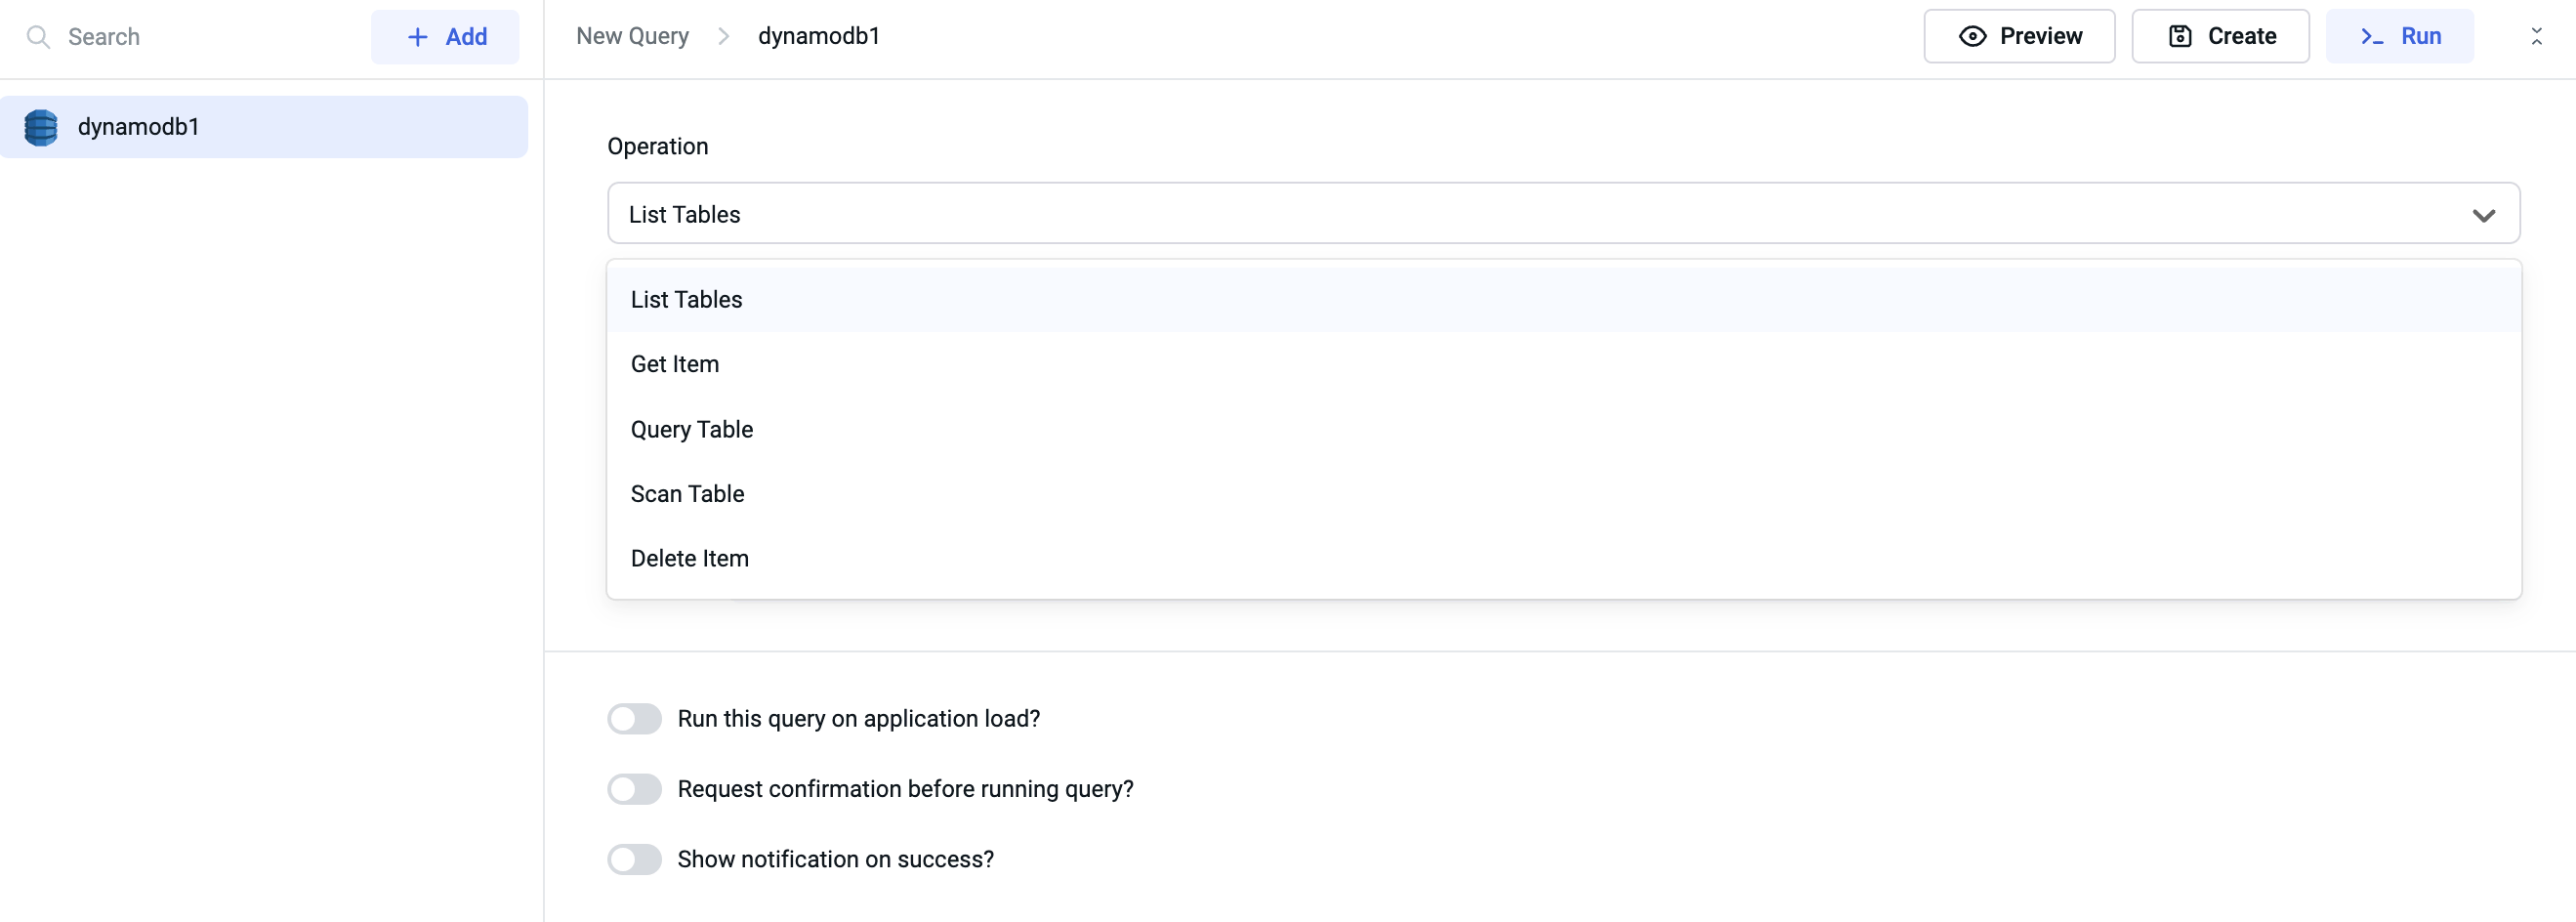 Search
+ Add
New Query > dynamodb1
Preview
Create
>_ Run
dynamodb1
Operation
List Tables
List Tables
Get Item
Query Table
Scan Table
Delete Item
Run this query on application load?
Request confirmation before running query?
Show notification on success?